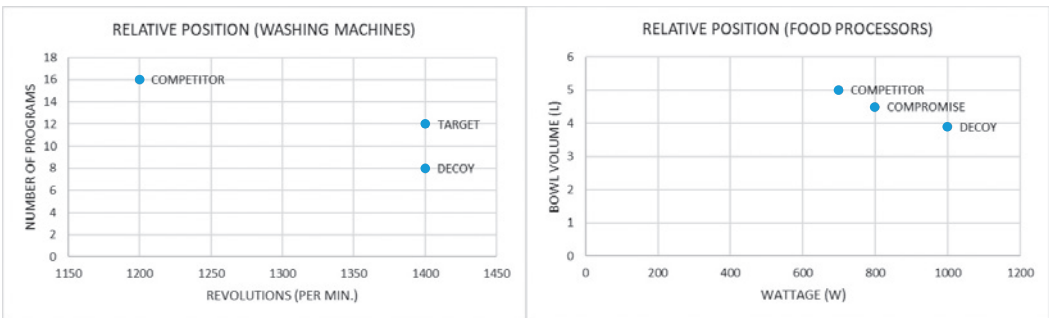 RELATIVE POSITION (WASHING MACHINES)
NUMBER OF PROGRAMS
18
16
14
12
10
8
6
4
2
0
COMPETITOR
TARGET
DECOY
1150 1200 1250 1300 1350 1400 1450
REVOLUTIONS (PER MIN.)
RELATIVE POSITION (FOOD PROCESSORS)
BOWL VOLUME (L)
6
5
4
3
2
1
0
COMPETITOR
COMPROMISE
DECOY
0 200 400 600 800 1000 1200
WATTAGE (W)